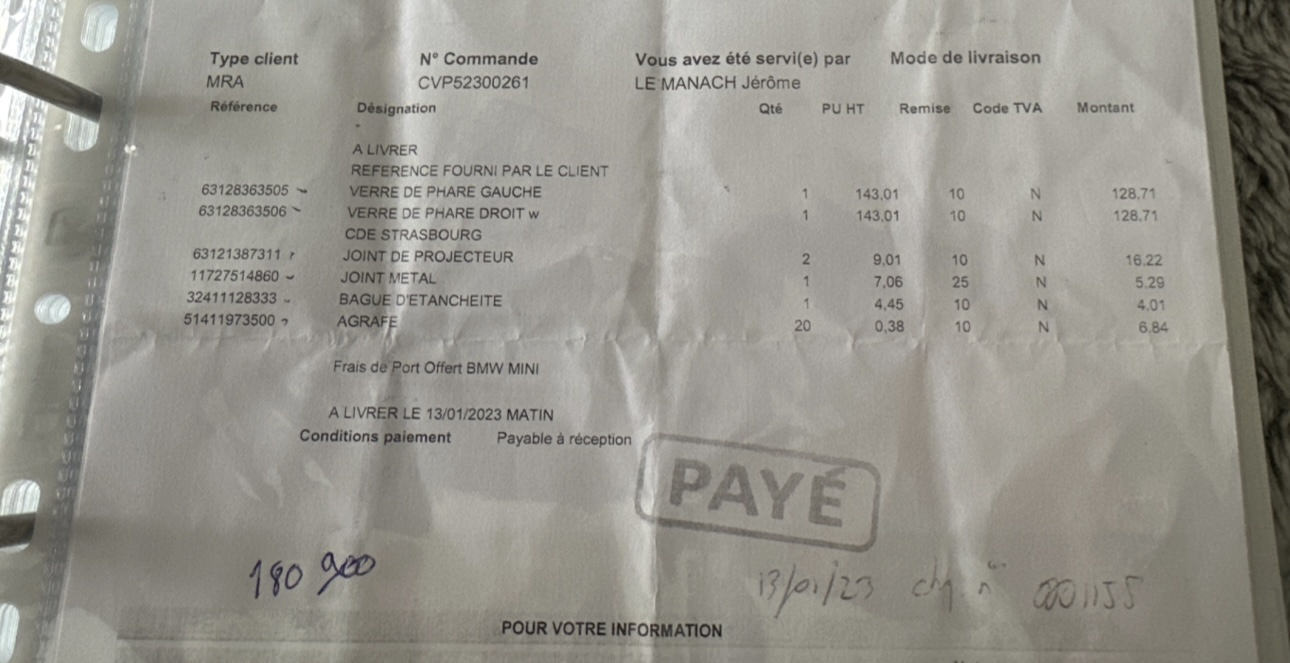 Type client N° Commande Vous avez été servi(e) par Mode de livraison
MRA CVP52300261 LE MANACH Jérôme
Référence Désignation Qté PU HT Remise Code TVA Montant
A LIVRER
REFERENCE FOURNI PAR LE CLIENT
63128363505 VERRE DE PHARE GAUCHE 1 143,01 10 N 128.71
63128363506 VERRE DE PHARE DROIT w 1 143,01 10 N 128.71
CDE STRASBOURG
63121387311 JOINT DE PROJECTEUR 2 9,01 10 N 16.22
11727514860 JOINT METAL 1 7,06 25 N 5.29
32411128333 BAGUE D'ETANCHEITE 1 4,45 10 N 4.01
51411973500 AGRAFE 20 0,38 10 N 6.84
Frais de Port Offert BMW MINI
A LIVRER LE 13/01/2023 MATIN
Conditions paiement Payable à réception
PAYÉ
180 900
13/01/23 n° 0001155
POUR VOTRE INFORMATION